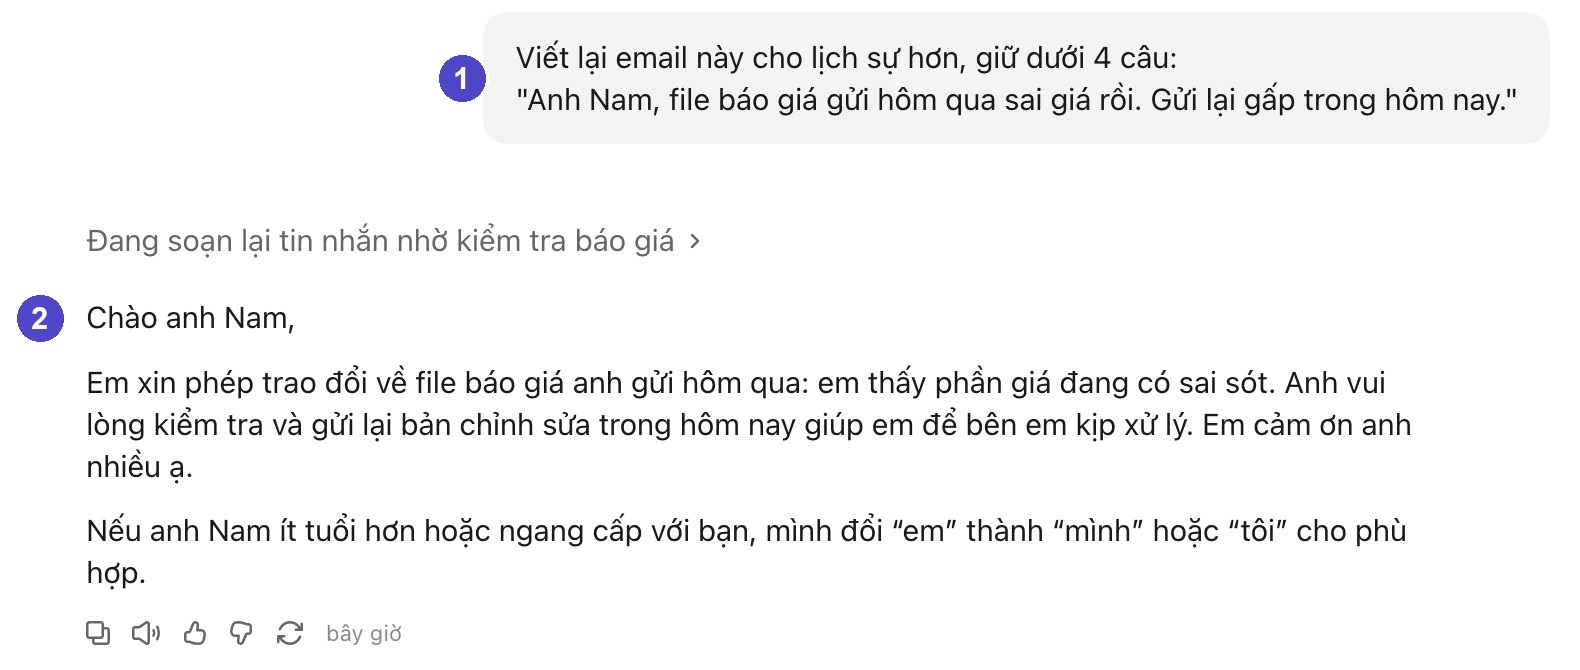 1
Viết lại email này cho lịch sự hơn, giữ dưới 4 câu:
"Anh Nam, file báo giá gửi hôm qua sai giá rồi. Gửi lại gấp trong hôm nay."
Đang soạn lại tin nhắn nhờ kiểm tra báo giá
2
Chào anh Nam,
Em xin phép trao đổi về file báo giá anh gửi hôm qua: em thấy phần giá đang có sai sót. Anh vui
lòng kiểm tra và gửi lại bản chỉnh sửa trong hôm nay giúp em để bên em kịp xử lý. Em cảm ơn anh
nhiều ạ.
Nếu anh Nam ít tuổi hơn hoặc ngang cấp với bạn, mình đổi “em” thành “mình” hoặc “tôi” cho phù
hợp.
bây giờ